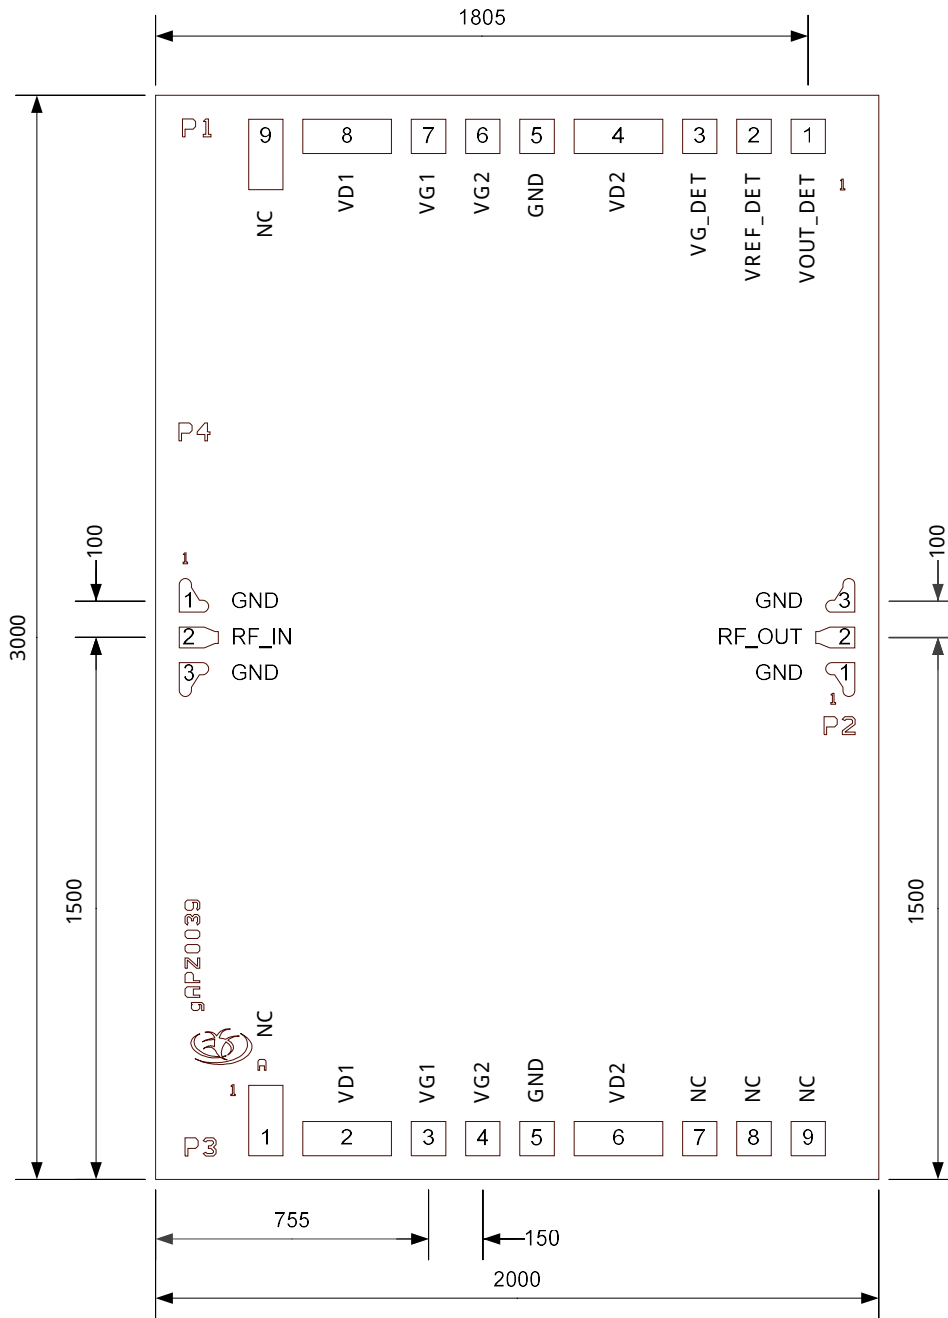 1805
P1
9
8
7
6
5
4
3
2
1
NC
VD1
VG1
VG2
GND
VD2
VG_DET
VREF_DET
VOUT_DET
1
P4
100
100
3000
1
1 GND
GND 3
2 RF_IN
RF_OUT 2
3 GND
GND 1
1
P2
1500
1500
gAPZ0039
NC
A
1
VD1
VG1
VG2
GND
VD2
NC
NC
NC
P3
1
2
3
4
5
6
7
8
9
755
150
2000